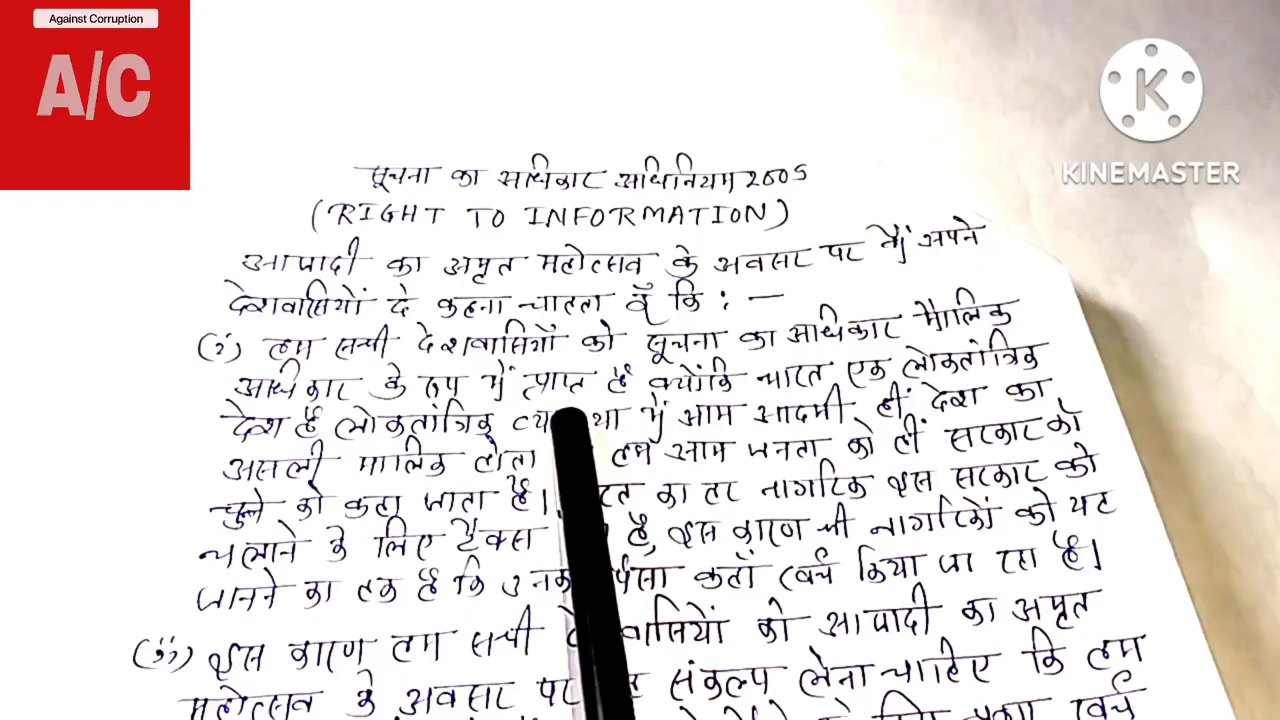 Against Corruption
A/C
KINEMASTER
सूचना का अधिकार अधिनियम 2005
(RIGHT TO INFORMATION)
आजादी का अमृत महोत्सव के अवसर पर मैं अपने
देशवासियों से कहना चाहता हूँ कि : —
(i) हम सभी देशवासियों को सूचना का अधिकार मौलिक
अधिकार के रूप में प्राप्त है क्योंकि भारत एक लोकतांत्रिक
देश है लोकतांत्रिक में आम आदमी हीं देश का
असली मालिक होता हम आम जनता को हीं सरकार को
चुनने को कहा जाता है। का हर नागरिक इस सरकार को
चलाने के लिए टैक्स है, इस कारण भी नागरिकों को यह
जानने का हक है कि उनका पैसा कहाँ खर्च किया जा रहा है।
(ii) इस कारण हम सभी को आजादी का अमृत
महोत्सव के अवसर पर संकल्प लेना चाहिए कि हम
खर्च